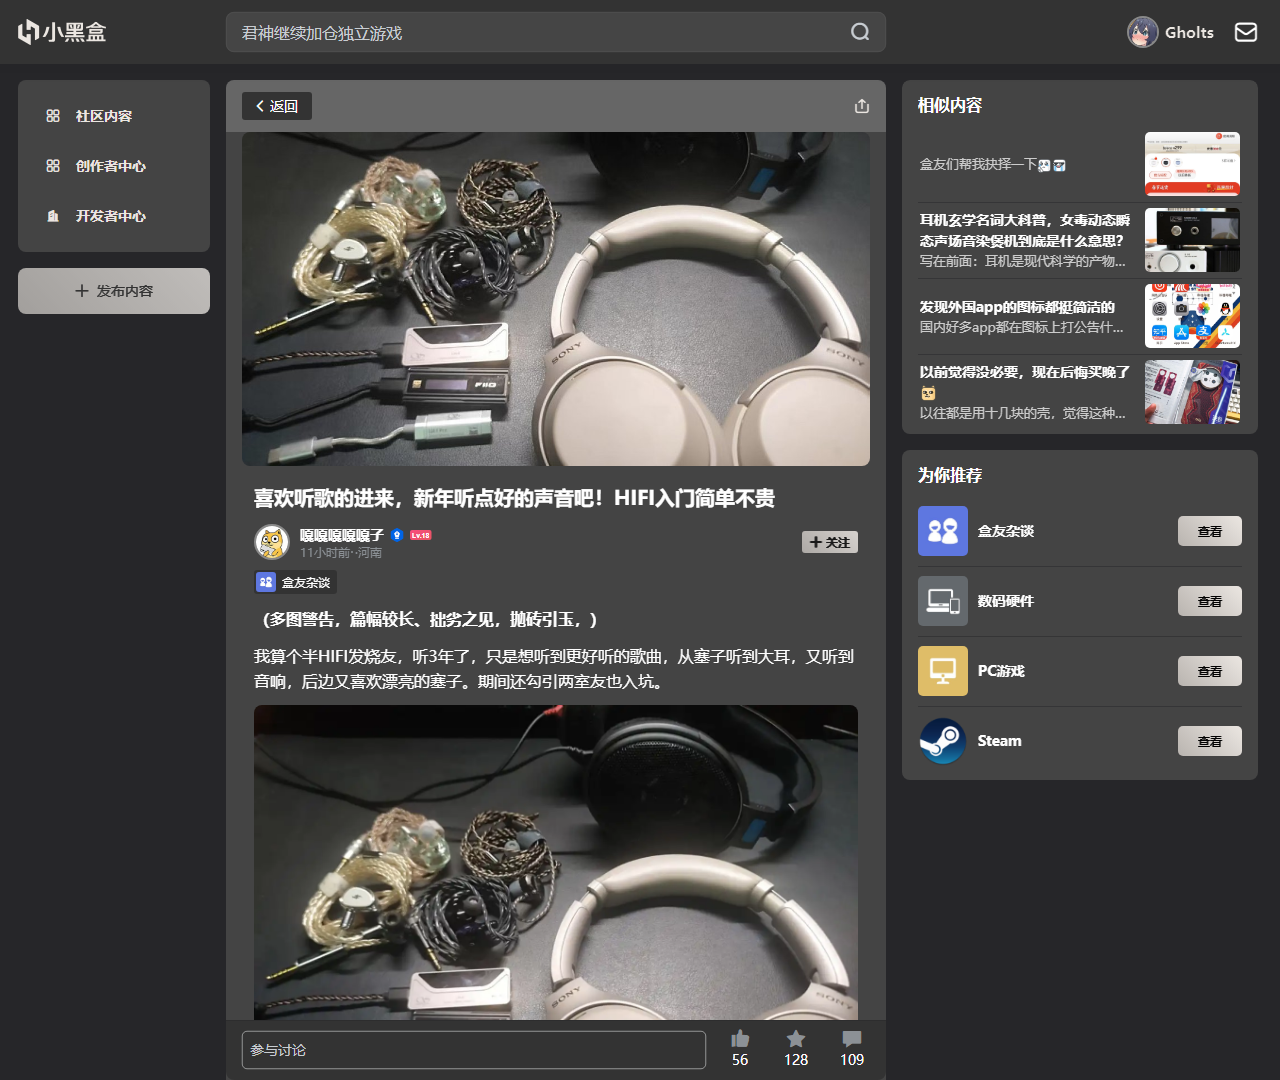 小黑盒
君神继续加仓独立游戏
Gholts
社区内容
创作者中心
开发者中心
发布内容
返回
SONY
SONY
FiiO
喜欢听歌的进来，新年听点好的声音吧！HIFI入门简单不贵
嘎嘎嘎嘎嘎子 Lv.18
11小时前··河南
关注
盒友杂谈
（多图警告，篇幅较长、拙劣之见，抛砖引玉，）
我算个半HIFI发烧友，听3年了，只是想听到更好听的歌曲，从塞子听到大耳，又听到
音响，后边又喜欢漂亮的塞子。期间还勾引两室友也入坑。
SONY
SONY
参与讨论
56
128
109
相似内容
盒友们帮我抉择一下
耳机玄学名词大科普，女毒动态瞬
态声场音染煲机到底是什么意思？
写在前面：耳机是现代科学的产物...
发现外国app的图标都挺简洁的
国内好多app都在图标上打公告什...
以前觉得没必要，现在后悔买晚了
以往都是用十几块的壳，觉得这种...
为你推荐
盒友杂谈
查看
数码硬件
查看
PC游戏
查看
Steam
查看